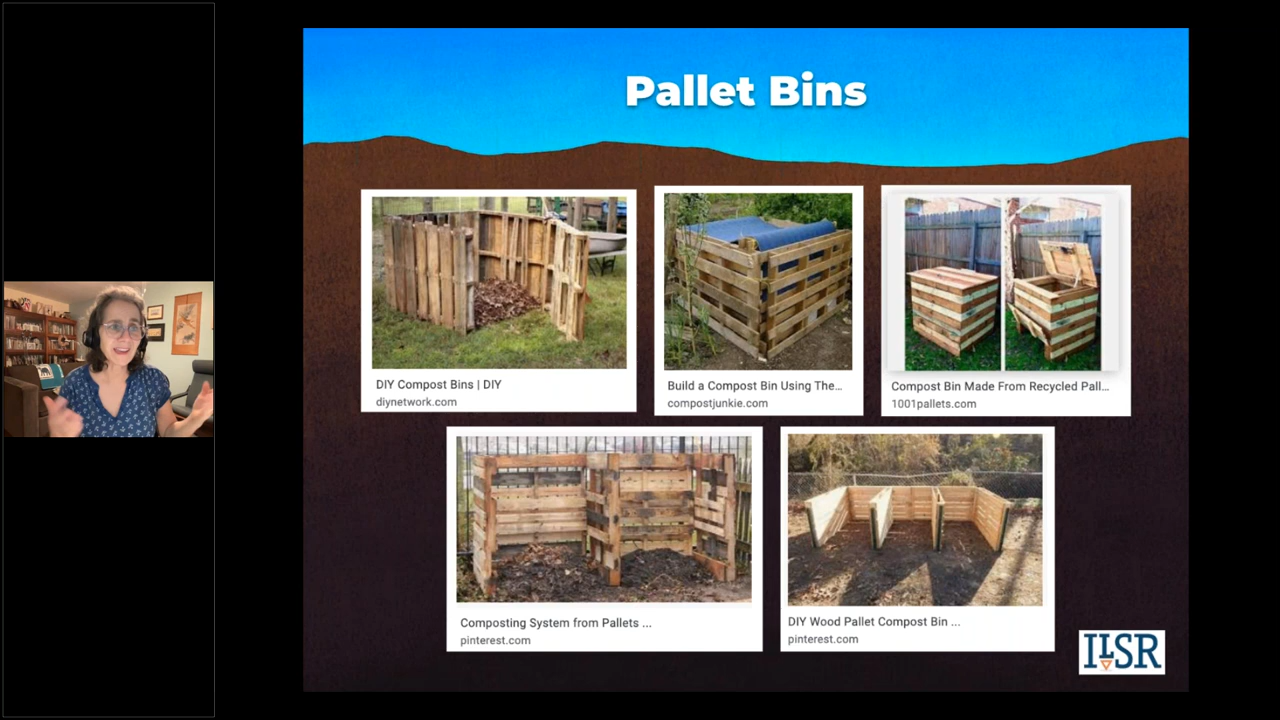 Pallet Bins
DIY Compost Bins | DIY
diynetwork.com
Build a Compost Bin Using The...
compostjunkie.com
Compost Bin Made From Recycled Pall...
1001pallets.com
Composting System from Pallets ...
pinterest.com
DIY Wood Pallet Compost Bin ...
pinterest.com
ILSR